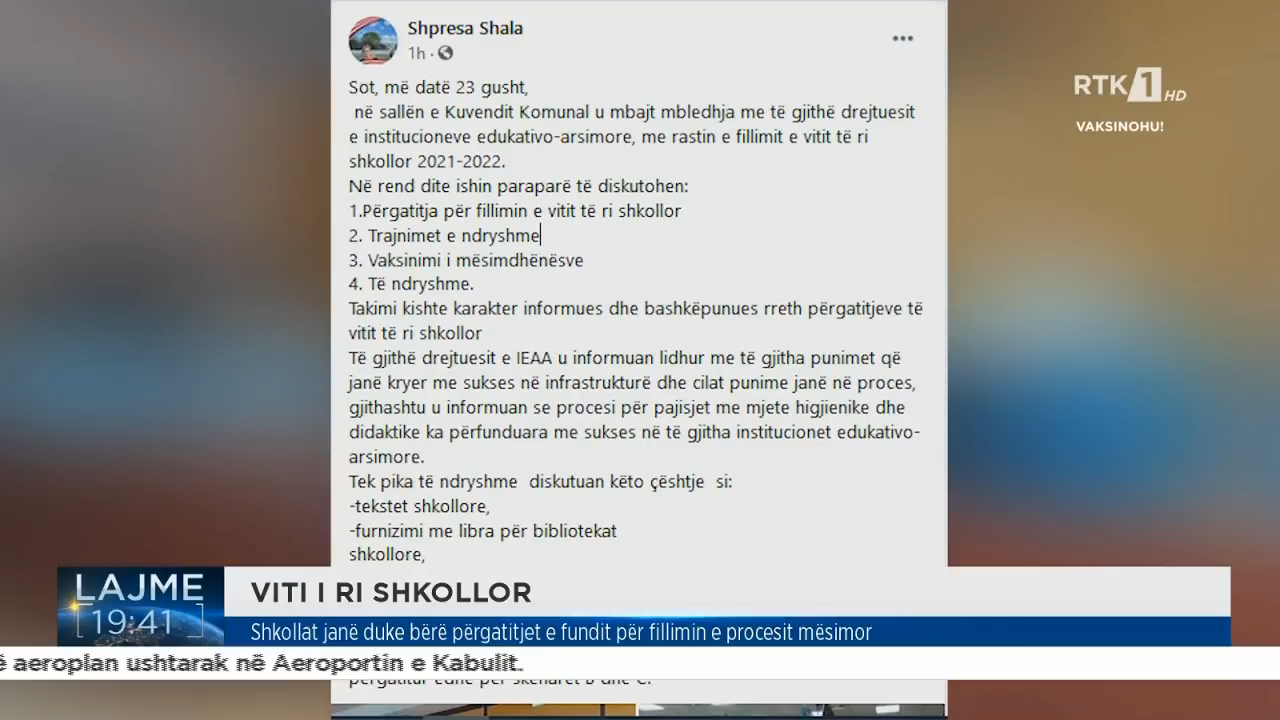 Shpresa Shala
1h ·
Sot, më datë 23 gusht,
në sallën e Kuvendit Komunal u mbajt mbledhja me të gjithë drejtuesit
e institucioneve edukativo-arsimore, me rastin e fillimit e vitit të ri
shkollor 2021-2022.
Në rend dite ishin paraparë të diskutohen:
1.Përgatitja për fillimin e vitit të ri shkollor
2. Trajnimet e ndryshme
3. Vaksinimi i mësimdhënësve
4. Të ndryshme.
Takimi kishte karakter informues dhe bashkëpunues rreth përgatitjeve të
vitit të ri shkollor
Të gjithë drejtuesit e IEAA u informuan lidhur me të gjitha punimet që
janë kryer me sukses në infrastrukturë dhe cilat punime janë në proces,
gjithashtu u informuan se procesi për pajisjet me mjete higjienike dhe
didaktike ka përfunduara me sukses në të gjitha institucionet edukativo-
arsimore.
Tek pika të ndryshme  diskutuan këto çështje  si:
-tekstet shkollore,
-furnizimi me libra për bibliotekat
shkollore,
RTK 1 HD
VAKSINOHU!
LAJME
19:41
VITI I RI SHKOLLOR
Shkollat janë duke bërë përgatitjet e fundit për fillimin e procesit mësimor
aeroplan ushtarak në Aeroportin e Kabulit.